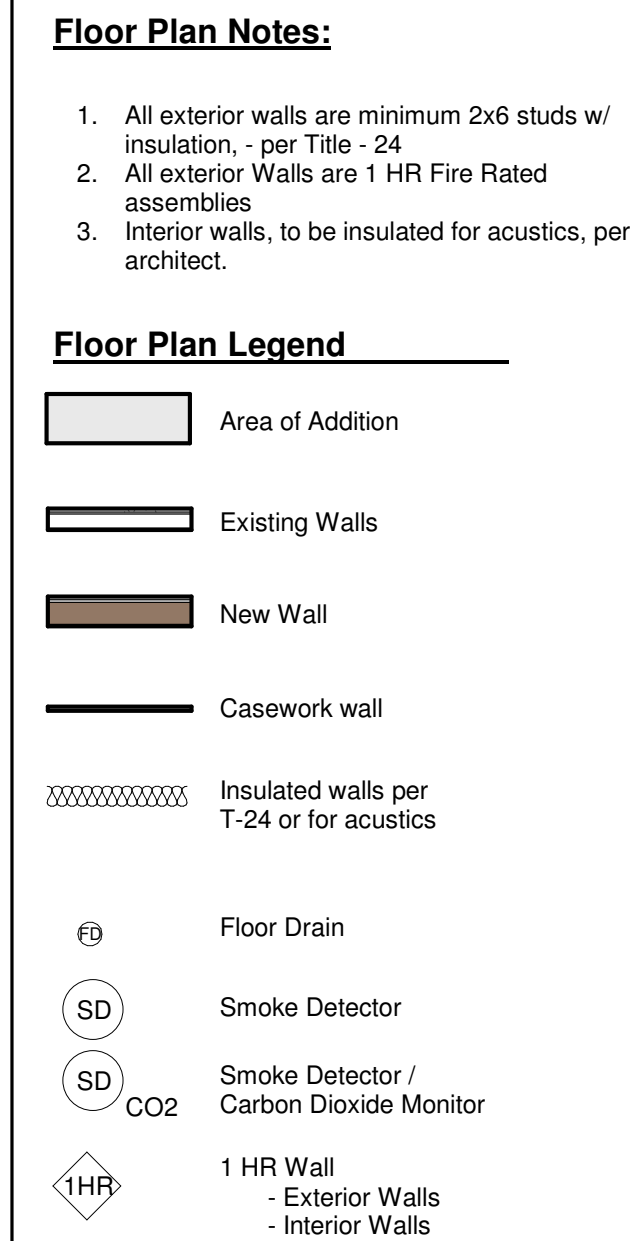 Floor Plan Notes:
1. All exterior walls are minimum 2x6 studs w/
insulation, - per Title - 24
2. All exterior Walls are 1 HR Fire Rated
assemblies
3. Interior walls, to be insulated for acustics, per
architect.
Floor Plan Legend
Area of Addition
Existing Walls
New Wall
Casework wall
Insulated walls per
T-24 or for acustics
FD Floor Drain
SD Smoke Detector
SD CO2 Smoke Detector /
Carbon Dioxide Monitor
1HR 1 HR Wall
- Exterior Walls
- Interior Walls